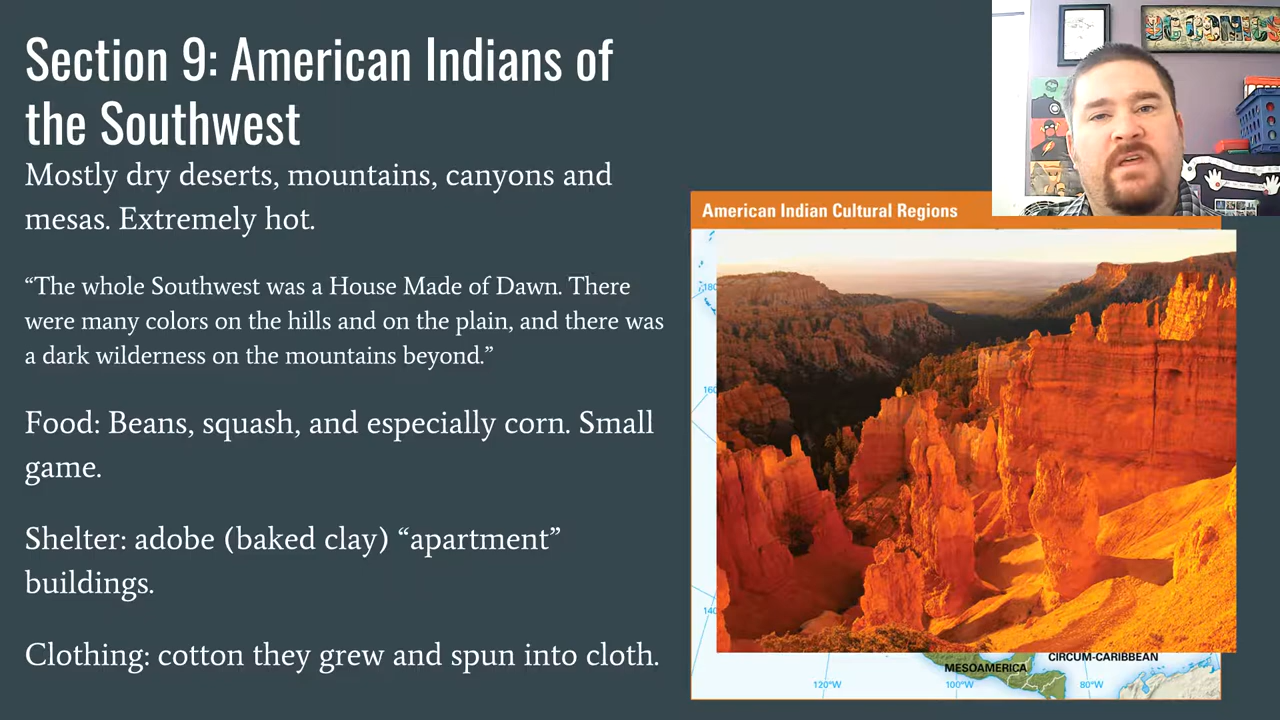 Section 9: American Indians of
the Southwest
Mostly dry deserts, mountains, canyons and
mesas. Extremely hot.
“The whole Southwest was a House Made of Dawn. There
were many colors on the hills and on the plain, and there was
a dark wilderness on the mountains beyond.”
Food: Beans, squash, and especially corn. Small
game.
Shelter: adobe (baked clay) “apartment”
buildings.
Clothing: cotton they grew and spun into cloth.
DC COMICS
American Indian Cultural Regions
180
160
140
MESOAMERICA
CIRCUM-CARIBBEAN
120°W
100°W
80°W